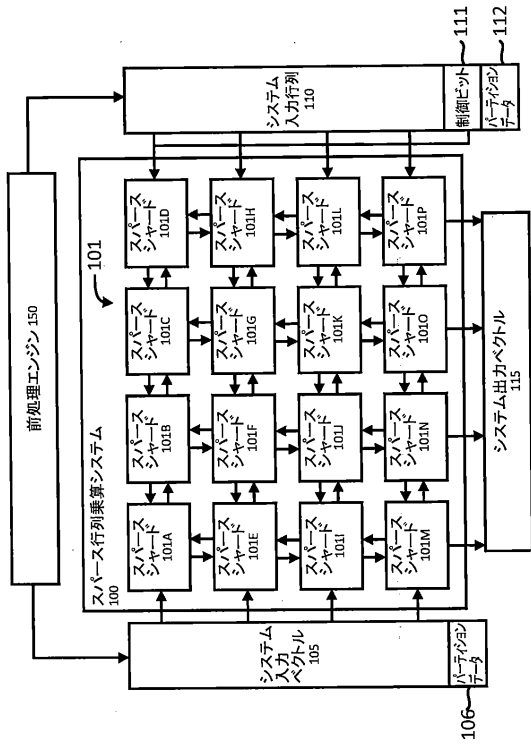 前処理エンジン 150
スパース行列乗算システム
100
101
スパース
シャード
101A
スパース
シャード
101B
スパース
シャード
101C
スパース
シャード
101D
スパース
シャード
101E
スパース
シャード
101F
スパース
シャード
101G
スパース
シャード
101H
スパース
シャード
101I
スパース
シャード
101J
スパース
シャード
101K
スパース
シャード
101L
スパース
シャード
101M
スパース
シャード
101N
スパース
シャード
101O
スパース
シャード
101P
システム
入力
ベクトル
105
パーティション
データ
106
システム
入力行列
110
制御ビット
111
パーティション
データ
112
システム出力ベクトル
115